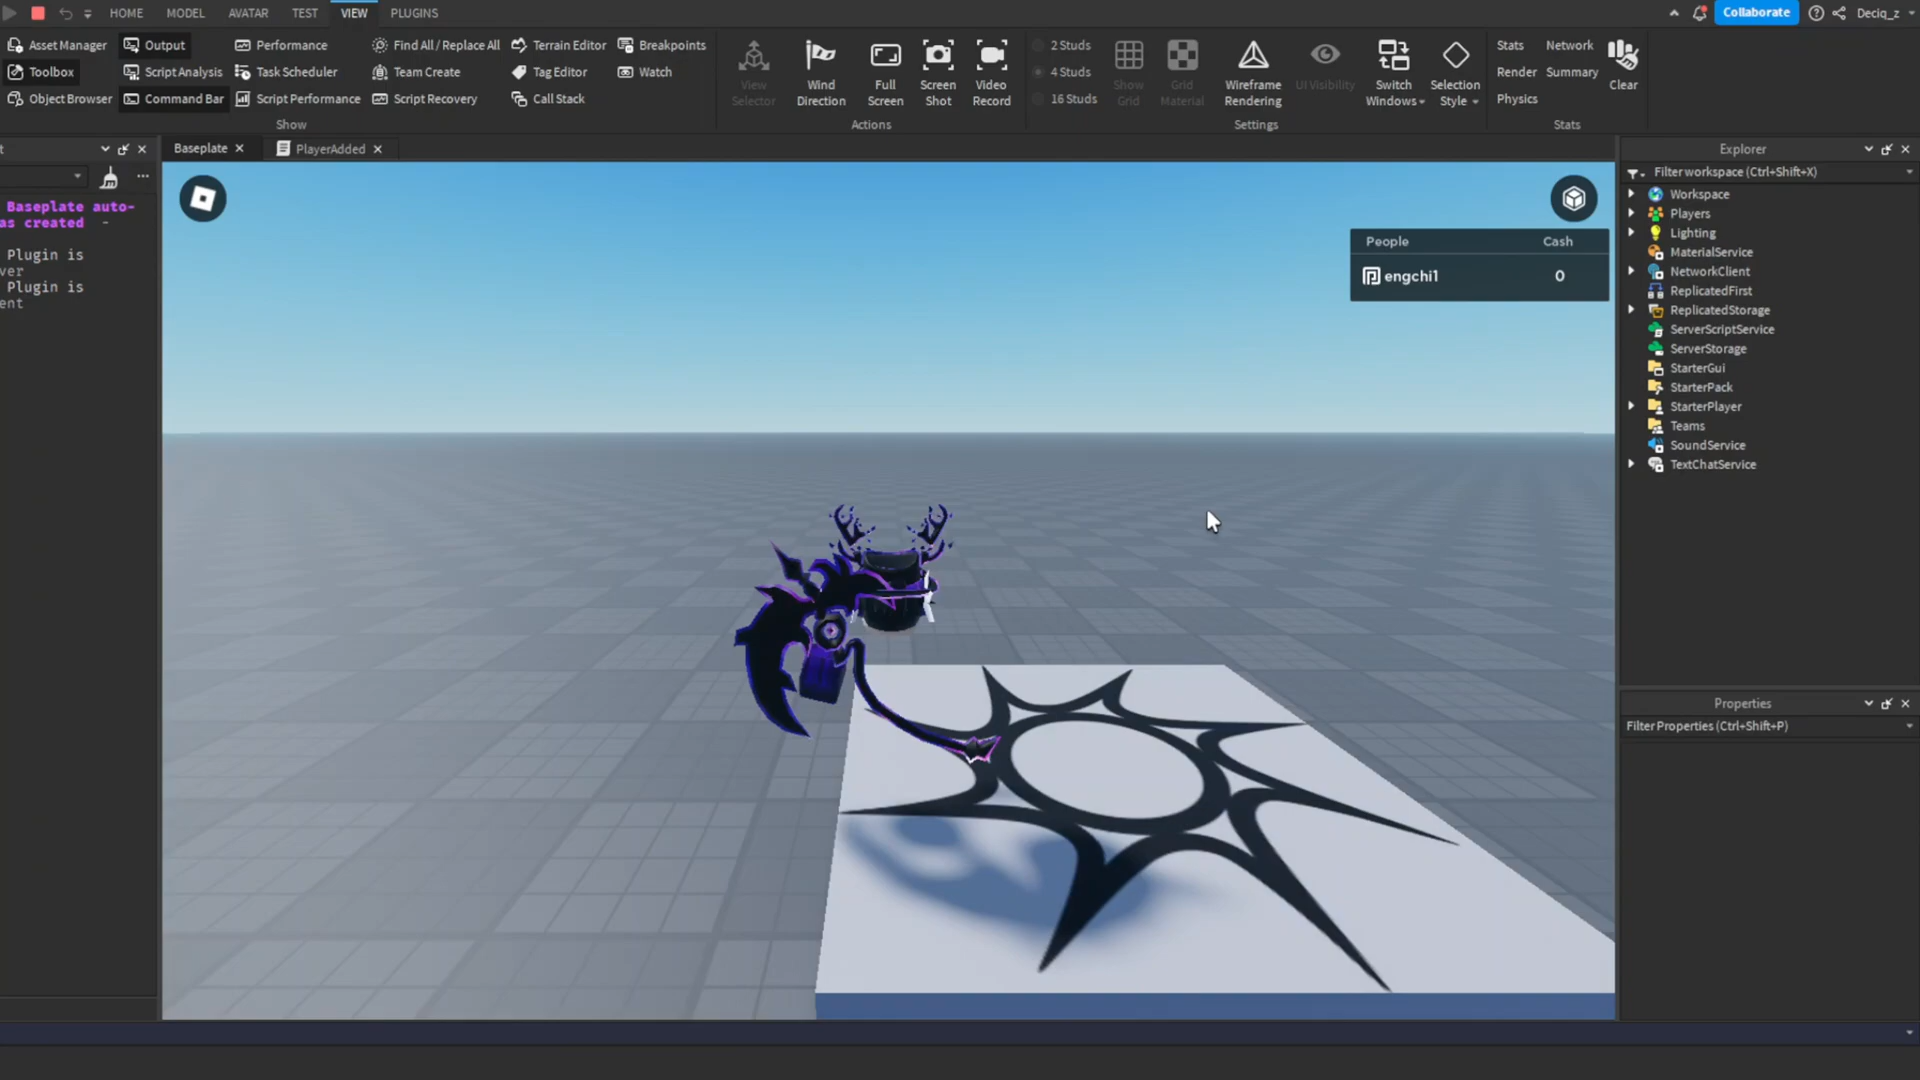 HOME MODEL AVATAR TEST VIEW PLUGINS Collaborate Deciq_z
Asset Manager Output Performance Find All / Replace All Terrain Editor Breakpoints
Toolbox Script Analysis Task Scheduler Team Create Tag Editor Watch
Object Browser Command Bar Script Performance Script Recovery Call Stack
Show
View Selector
Wind Direction
Full Screen
Screen Shot
Video Record
Actions
2 Studs
4 Studs
16 Studs
Show Grid
Grid Material
Wireframe Rendering
UI Visibility
Switch Windows
Selection Style
Settings
Stats Network
Render Summary
Physics
Clear
Stats
t
Baseplate PlayerAdded
Baseplate auto-
as created -
Plugin is
ver
Plugin is
ent
People Cash
engchi1 0
Explorer
Filter workspace (Ctrl+Shift+X)
Workspace
Players
Lighting
MaterialService
NetworkClient
ReplicatedFirst
ReplicatedStorage
ServerScriptService
ServerStorage
StarterGui
StarterPack
StarterPlayer
Teams
SoundService
TextChatService
Properties
Filter Properties (Ctrl+Shift+P)